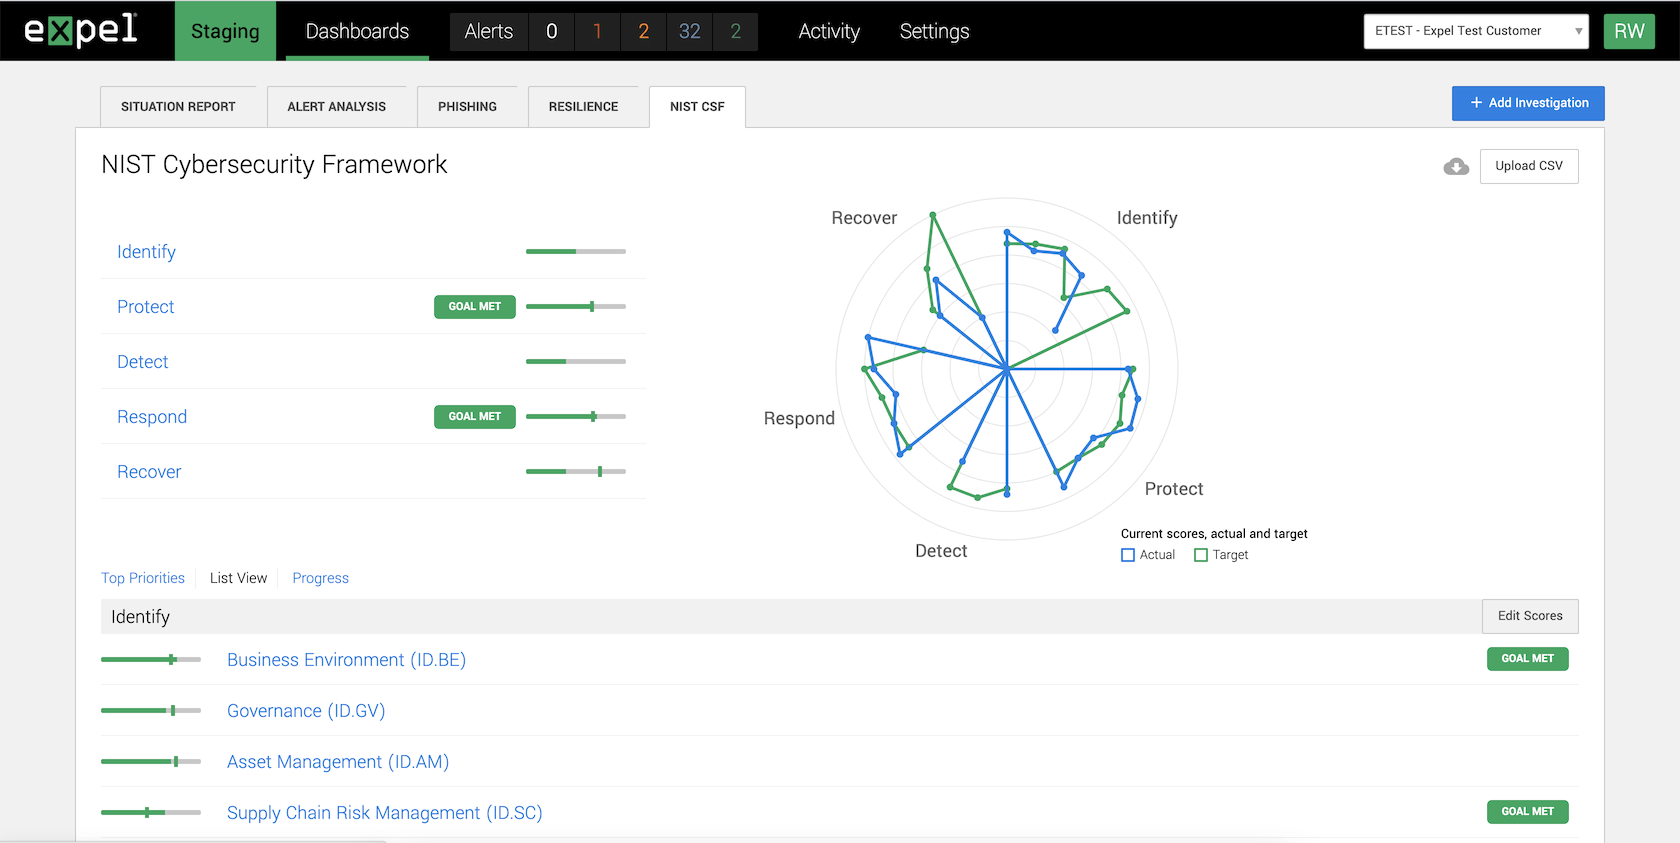 expel Staging Dashboards Alerts 0 1 2 32 2 Activity Settings ETEST - Expel Test Customer RW
SITUATION REPORT ALERT ANALYSIS PHISHING RESILIENCE NIST CSF + Add Investigation
NIST Cybersecurity Framework Upload CSV
Recover Identify
Identify
Protect GOAL MET
Detect
Respond GOAL MET
Respond
Recover
Protect
Detect
Current scores, actual and target
Actual Target
Top Priorities List View Progress
Identify Edit Scores
Business Environment (ID.BE) GOAL MET
Governance (ID.GV)
Asset Management (ID.AM)
Supply Chain Risk Management (ID.SC) GOAL MET